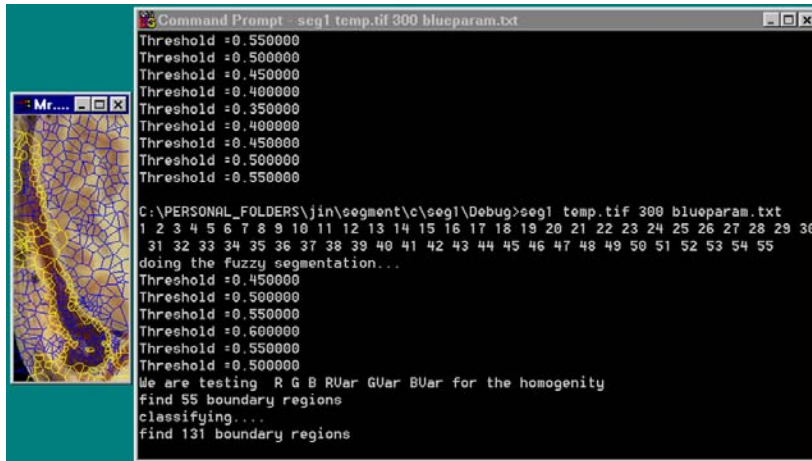 Command Prompt - seg1 temp.tif 300 blueparam.txt
Threshold =0.550000
Threshold =0.500000
Threshold =0.450000
Threshold =0.400000
Threshold =0.350000
Threshold =0.400000
Threshold =0.450000
Threshold =0.500000
Threshold =0.550000
Mr....
C:\PERSONAL_FOLDERS\jin\segment\c\seg1\Debug>seg1 temp.tif 300 blueparam.txt
1 2 3 4 5 6 7 8 9 10 11 12 13 14 15 16 17 18 19 20 21 22 23 24 25 26 27 28 29 30
31 32 33 34 35 36 37 38 39 40 41 42 43 44 45 46 47 48 49 50 51 52 53 54 55
doing the fuzzy segmentation...
Threshold =0.450000
Threshold =0.500000
Threshold =0.550000
Threshold =0.600000
Threshold =0.550000
Threshold =0.500000
We are testing  R G B RVar GVar BVar for the homogenity
find 55 boundary regions
classifying....
find 131 boundary regions